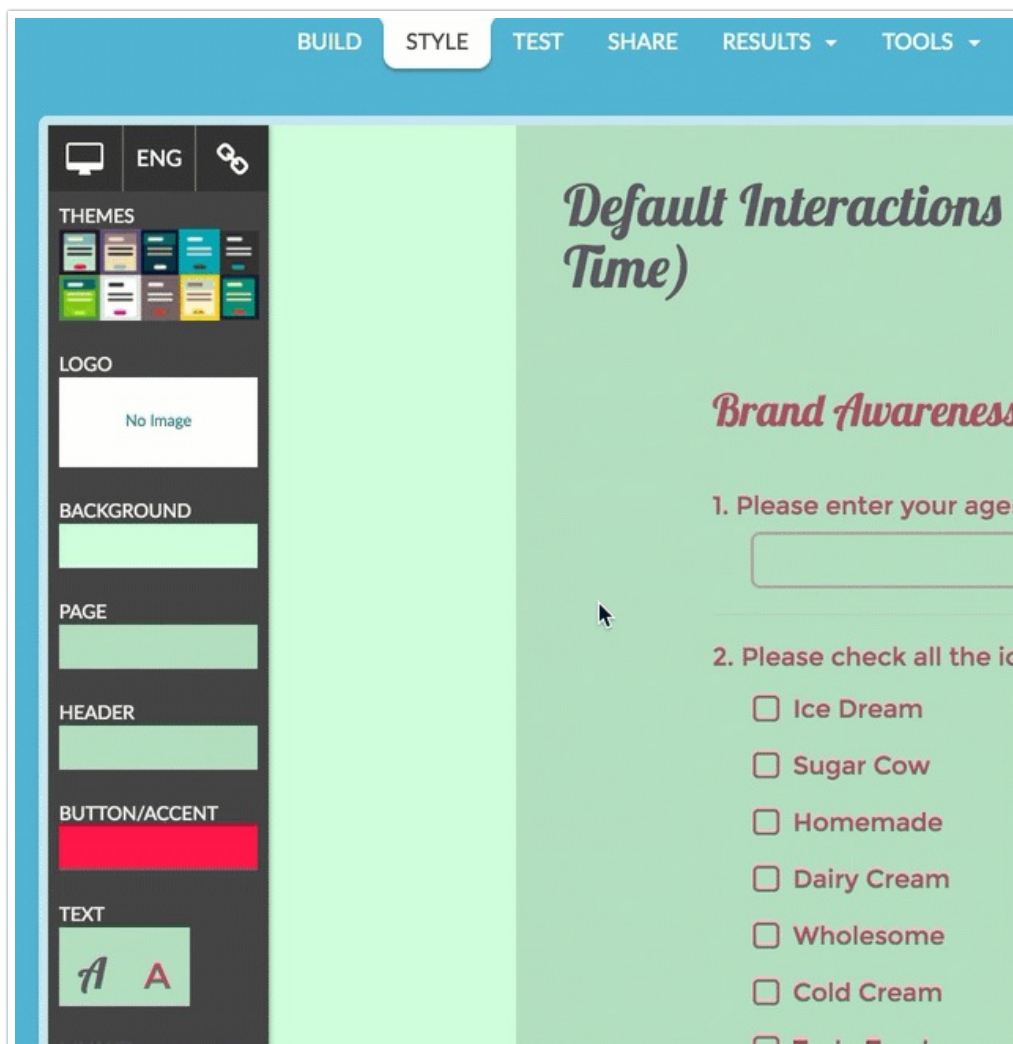 BUILD STYLE TEST SHARE RESULTS TOOLS
ENG
THEMES
LOGO
No Image
BACKGROUND
PAGE
HEADER
BUTTON/ACCENT
TEXT
A A
Default Interactions
Time)
Brand Awareness
1. Please enter your age
2. Please check all the ic
Ice Dream
Sugar Cow
Homemade
Dairy Cream
Wholesome
Cold Cream